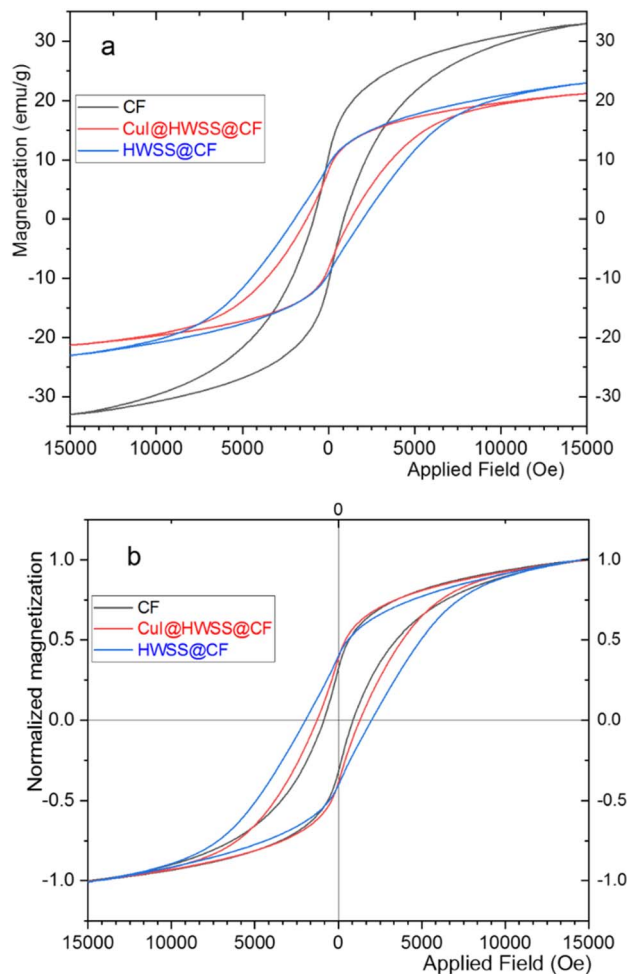 a
Magnetization (emu/g)
30
20
10
0
-10
-20
-30
30
20
10
0
-10
-20
-30
CF
CuI@HWSS@CF
HWSS@CF
15000 10000 5000 0 5000 10000 15000
Applied Field (Oe)
0
b
Normalized magnetization
1.0
0.5
0.0
-0.5
-1.0
1.0
0.5
0.0
-0.5
-1.0
CF
CuI@HWSS@CF
HWSS@CF
15000 10000 5000 0 5000 10000 15000
Applied Field (Oe)